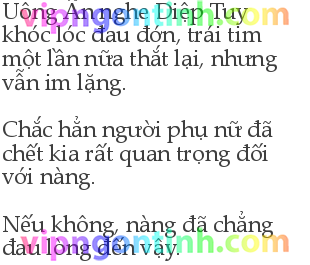 Uông Ấn nghe Diệp Tuy
khóc lóc đau đớn, trái tim
một lần nữa thắt lại, nhưng
vẫn im lặng.
Chắc hẳn người phụ nữ đã
chết kia rất quan trọng đối
với nàng.
Nếu không, nàng đã chẳng
đau lòng đến vậy.
vipngontinh.com
vipngontinh.com